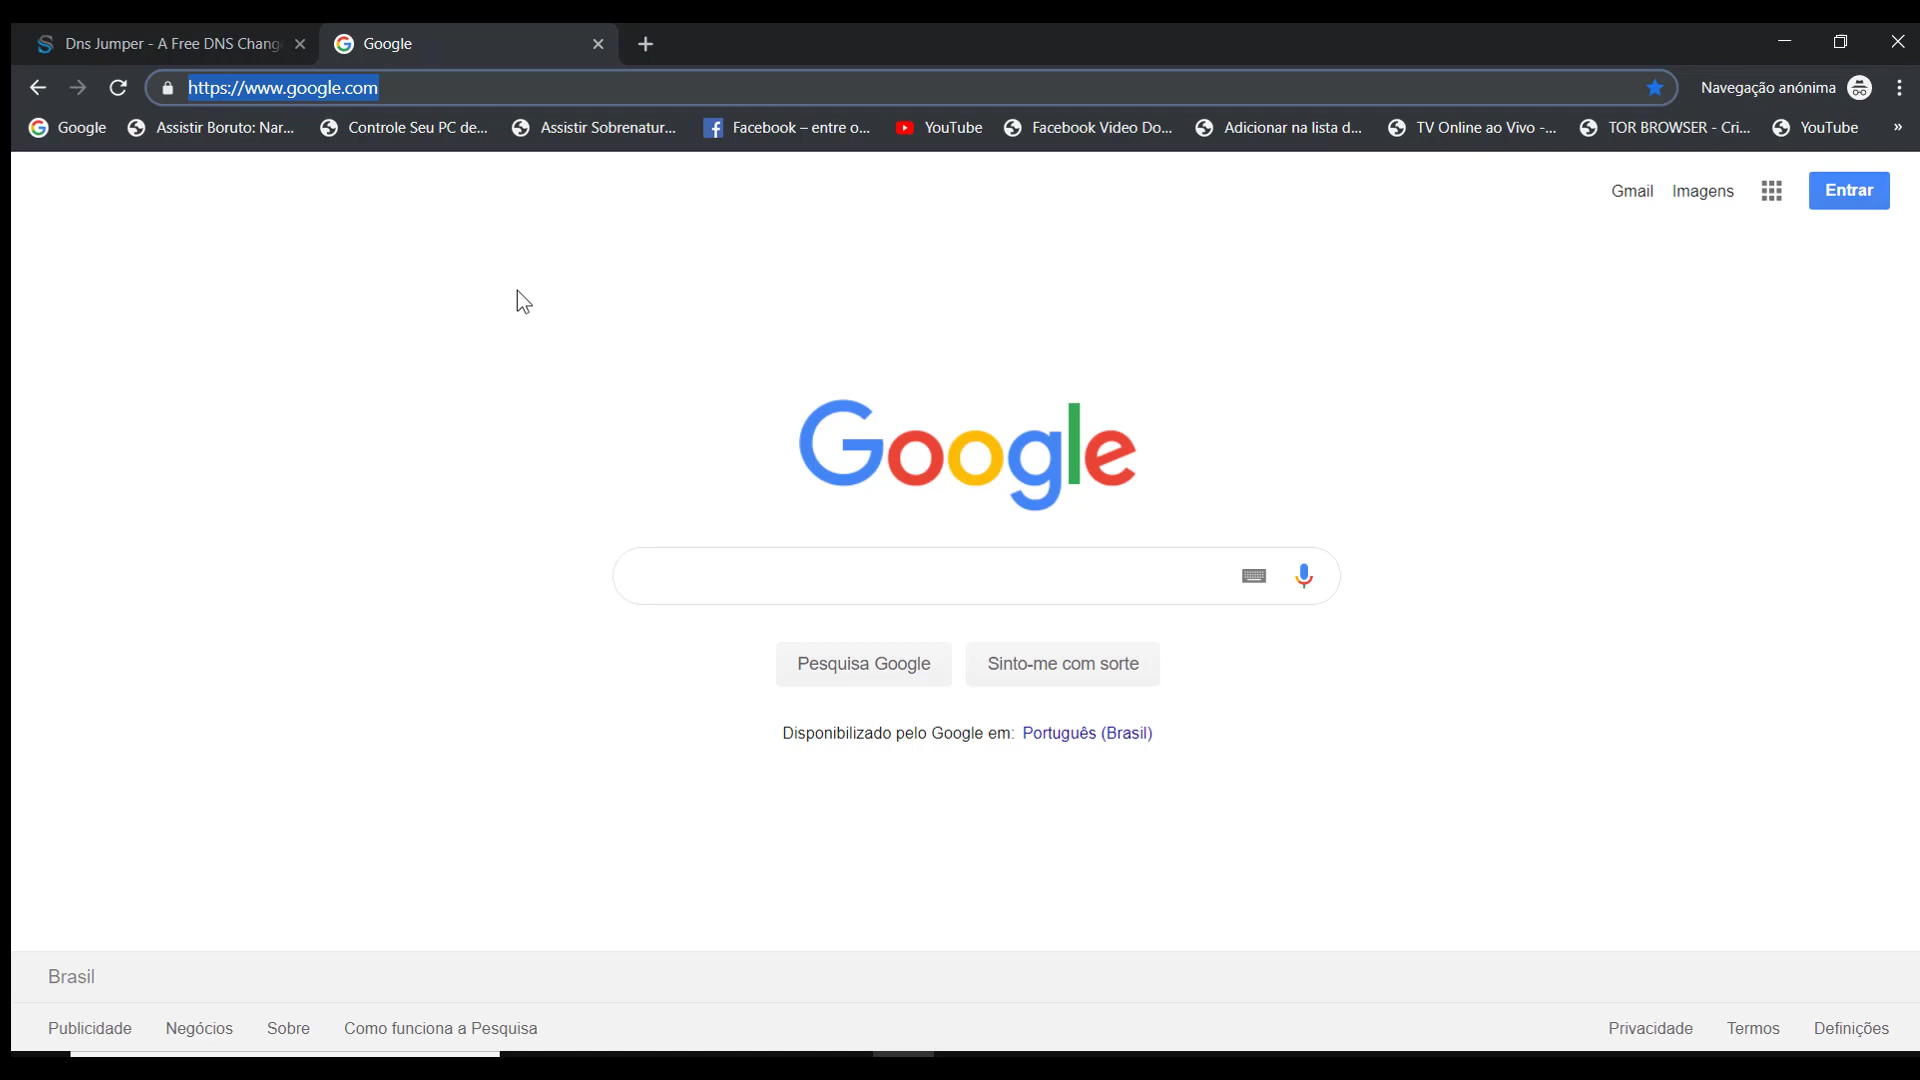 Dns Jumper - A Free DNS Chang
Google
https://www.google.com
Navegação anónima
Google
Assistir Boruto: Nar...
Controle Seu PC de...
Assistir Sobrenatur...
Facebook – entre o...
YouTube
Facebook Video Do...
Adicionar na lista d...
TV Online ao Vivo -...
TOR BROWSER - Cri...
YouTube
»
Gmail
Imagens
Entrar
Google
Pesquisa Google
Sinto-me com sorte
Disponibilizado pelo Google em: Português (Brasil)
Brasil
Publicidade
Negócios
Sobre
Como funciona a Pesquisa
Privacidade
Termos
Definições